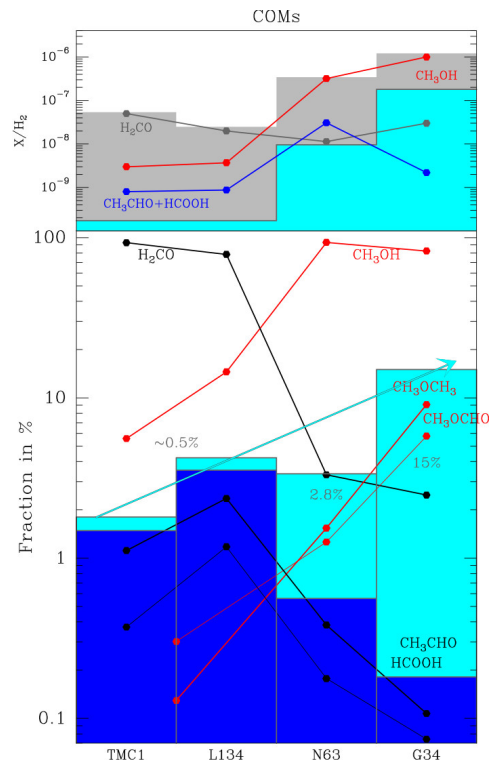 COMs
10⁻⁶
CH₃OH
10⁻⁷
X/H₂
H₂CO
10⁻⁸
10⁻⁹
CH₃CHO+HCOOH
100
H₂CO
CH₃OH
10
CH₃OCH₃
CH₃OCHO
~0.5%
15%
2.8%
Fraction in %
1
CH₃CHO
HCOOH
0.1
TMC1 L134 N63 G34